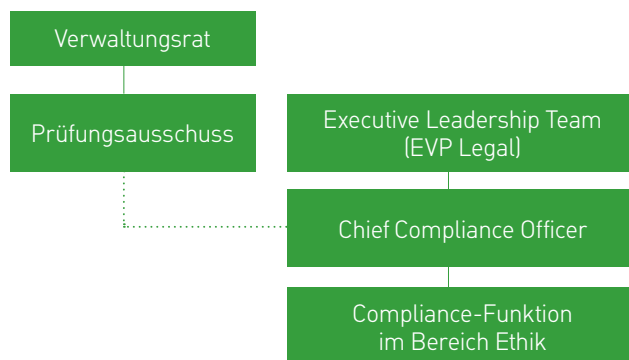 Verwaltungsrat
Prüfungsausschuss
Executive Leadership Team
(EVP Legal)
Chief Compliance Officer
Compliance-Funktion
im Bereich Ethik